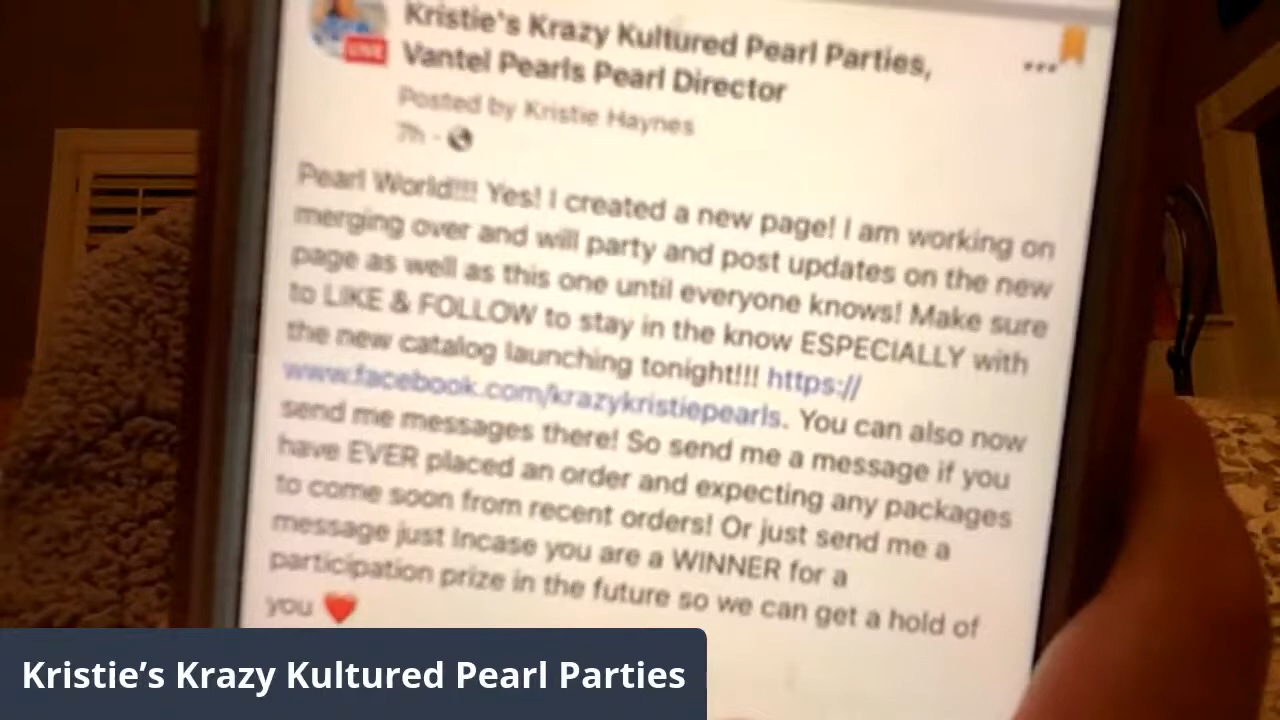 Kristie's Krazy Kultured Pearl Parties,
Vantel Pearls Pearl Director
LIVE
Posted by Kristie Haynes
7h
Pearl World!!! Yes! I created a new page! I am working on
merging over and will party and post updates on the new
page as well as this one until everyone knows! Make sure
to LIKE & FOLLOW to stay in the know ESPECIALLY with
the new catalog launching tonight!!! https://
www.facebook.com/krazykristiepearls. You can also now
send me messages there! So send me a message if you
have EVER placed an order and expecting any packages
to come soon from recent orders! Or just send me a
message just Incase you are a WINNER for a
participation prize in the future so we can get a hold of
you ❤️
Kristie’s Krazy Kultured Pearl Parties